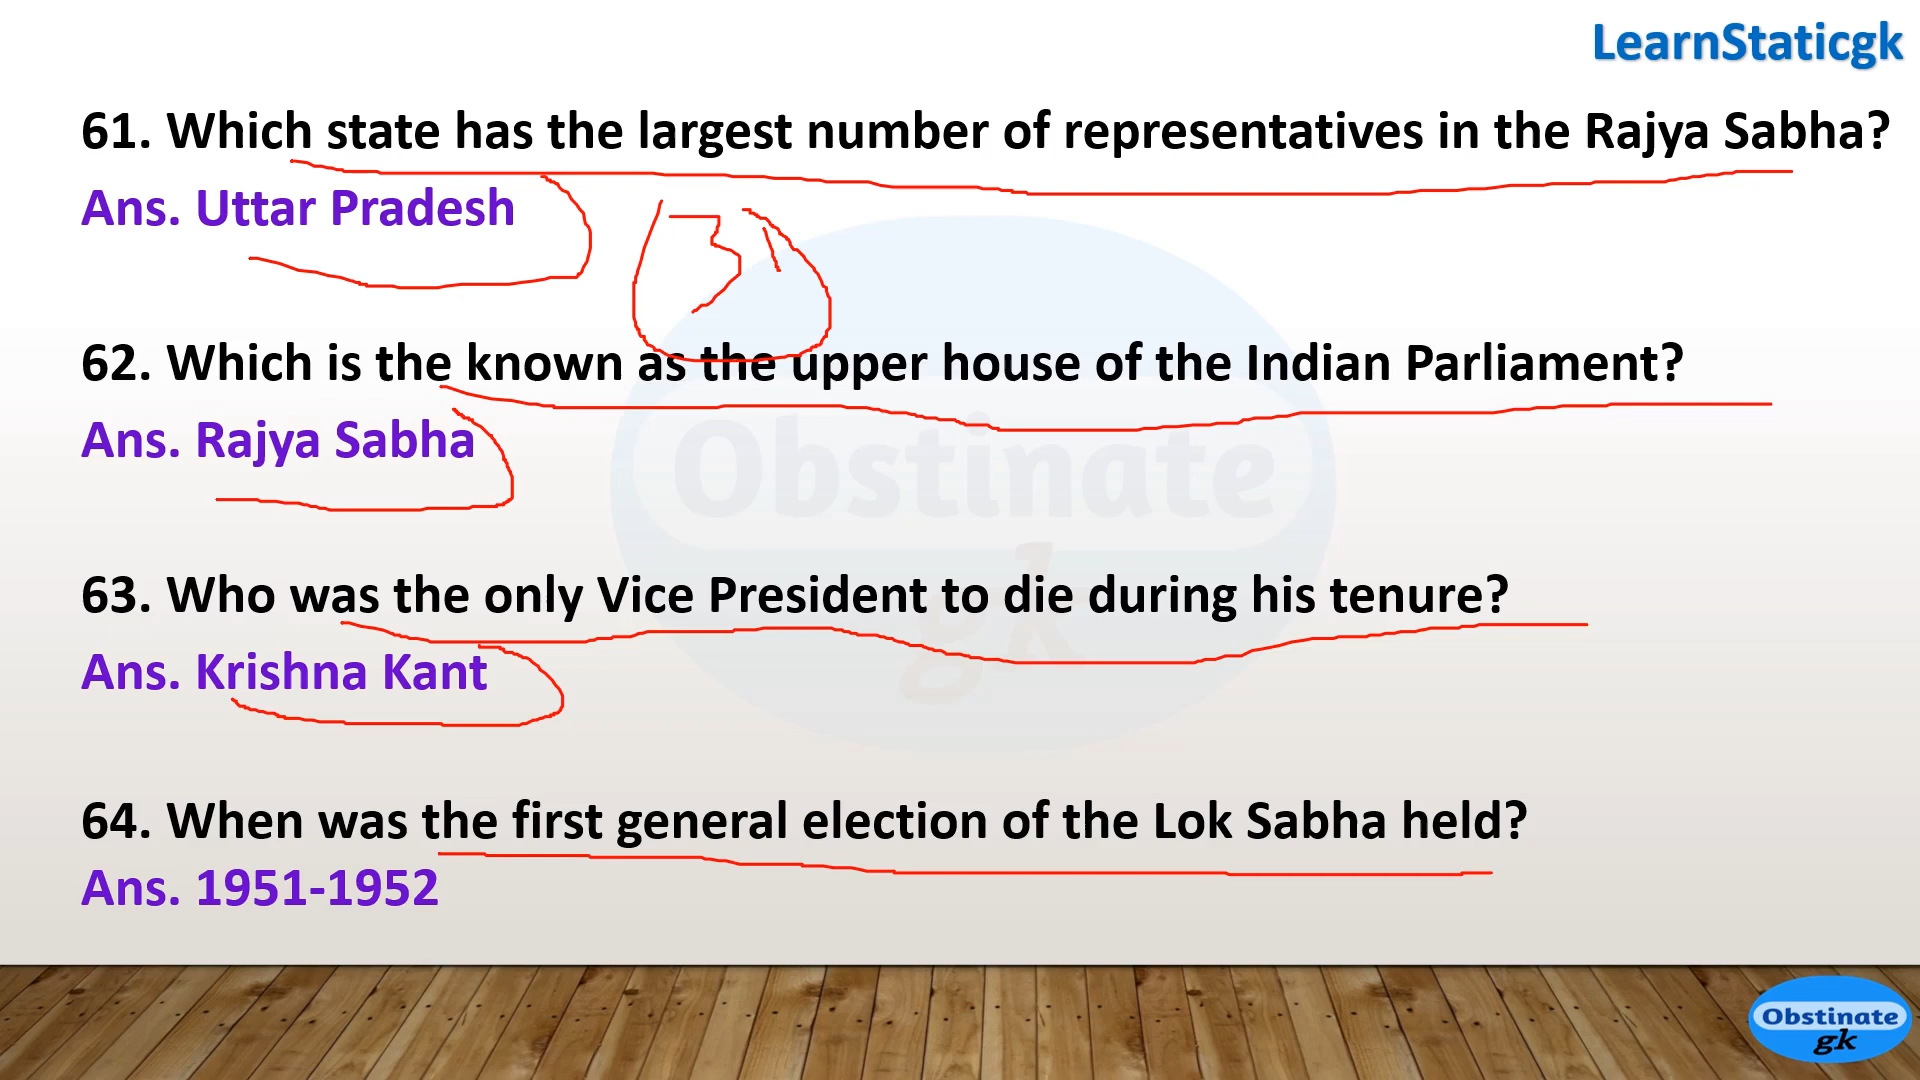 LearnStaticgk
61. Which state has the largest number of representatives in the Rajya Sabha?
Ans. Uttar Pradesh
31
62. Which is the known as the upper house of the Indian Parliament?
Ans. Rajya Sabha
Obstinate
gk
63. Who was the only Vice President to die during his tenure?
Ans. Krishna Kant
64. When was the first general election of the Lok Sabha held?
Ans. 1951-1952
Obstinate
gk